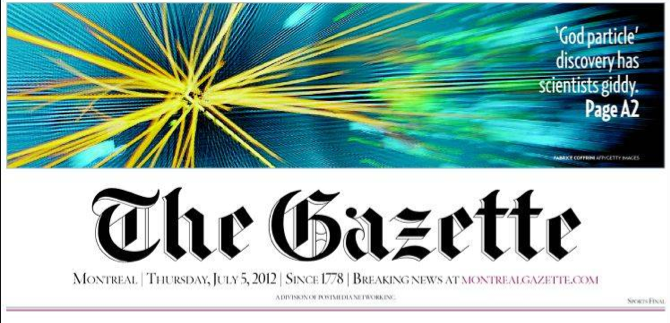 'God particle'
discovery has
scientists giddy.
Page A2
FABRICE COFFRINI AFP/GETTY IMAGES
The Gazette
MONTREAL | THURSDAY, JULY 5, 2012 | SINCE 1778 | BREAKING NEWS AT MONTREALGAZETTE.COM
A DIVISION OF POSTMEDIA NETWORK INC.
SPORTS FINAL